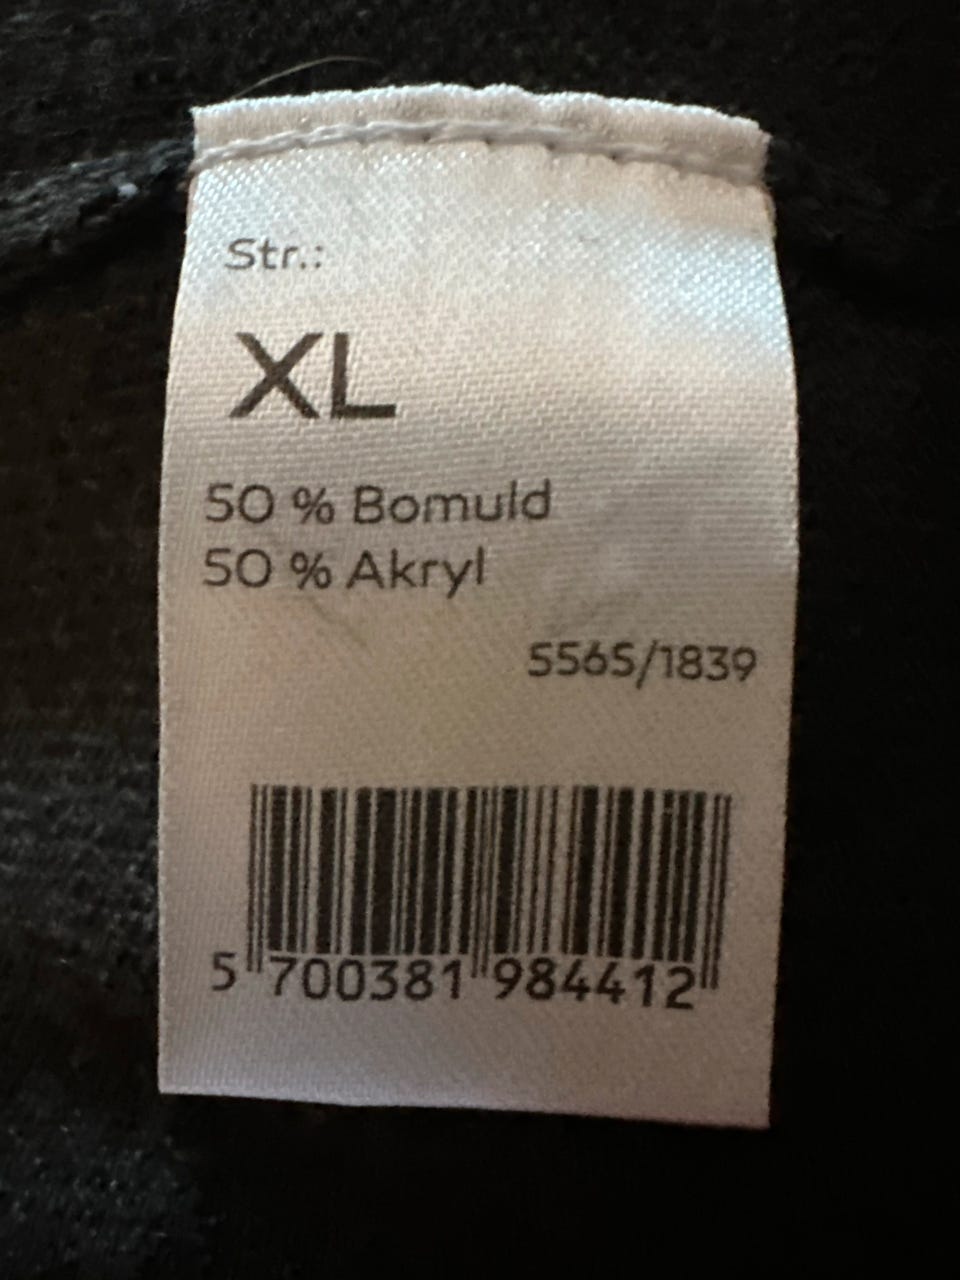 Str.:
XL
50 % Bomuld
50 % Akryl
5565/1839
5 700381 984412